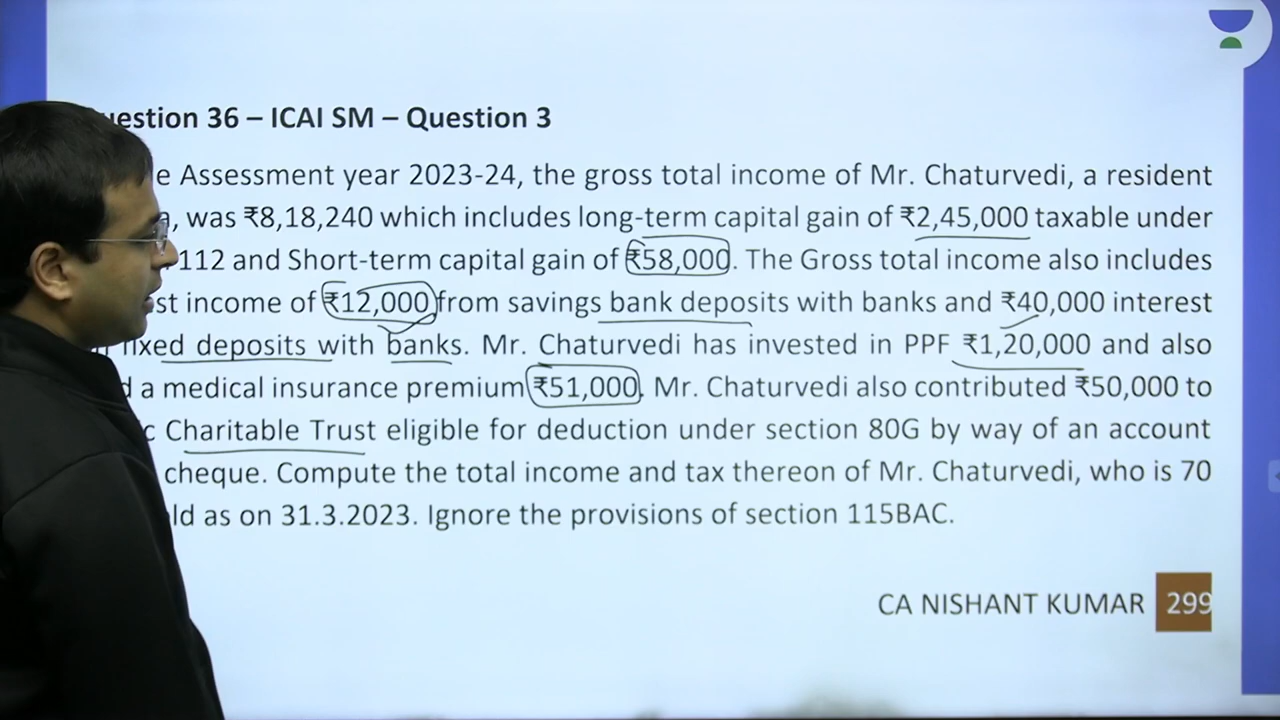 uestion 36 – ICAI SM – Question 3
e Assessment year 2023-24, the gross total income of Mr. Chaturvedi, a resident
, was ₹8,18,240 which includes long-term capital gain of ₹2,45,000 taxable under
112 and Short-term capital gain of ₹58,000. The Gross total income also includes
st income of ₹12,000 from savings bank deposits with banks and ₹40,000 interest
fixed deposits with banks. Mr. Chaturvedi has invested in PPF ₹1,20,000 and also
d a medical insurance premium ₹51,000. Mr. Chaturvedi also contributed ₹50,000 to
c Charitable Trust eligible for deduction under section 80G by way of an account
cheque. Compute the total income and tax thereon of Mr. Chaturvedi, who is 70
ld as on 31.3.2023. Ignore the provisions of section 115BAC.
CA NISHANT KUMAR 299